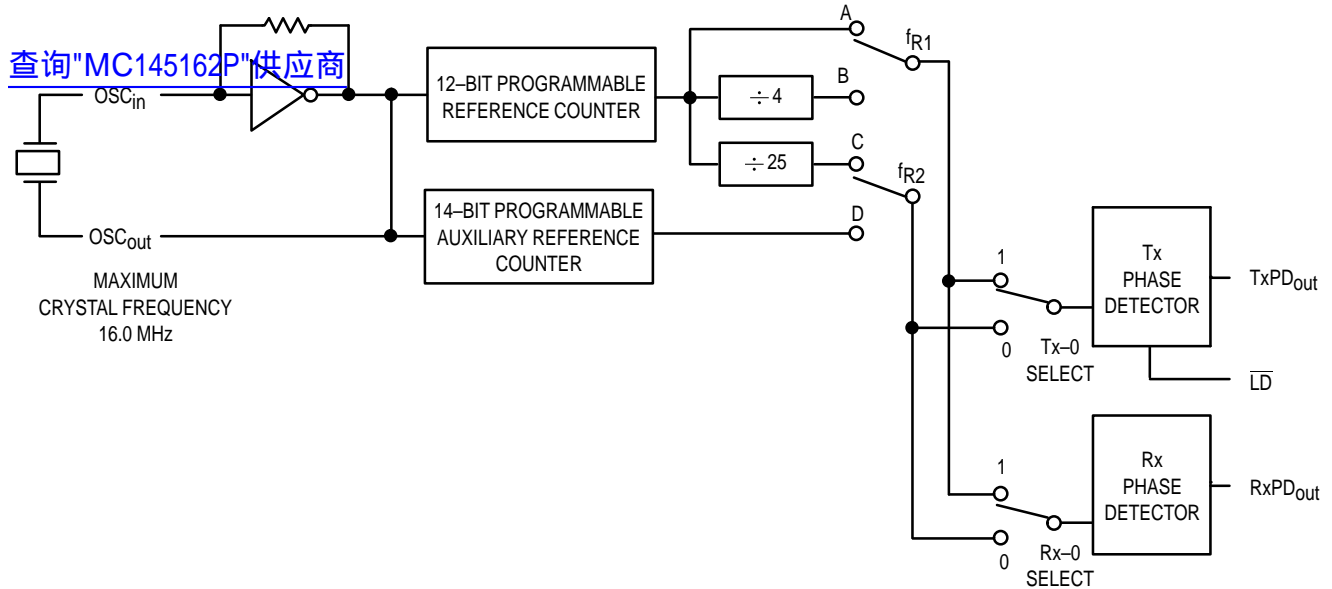 查询"MC145162P"供应商
OSCin
OSCout
MAXIMUM
CRYSTAL FREQUENCY
16.0 MHz
12–BIT PROGRAMMABLE
REFERENCE COUNTER
14–BIT PROGRAMMABLE
AUXILIARY REFERENCE
COUNTER
÷ 4
÷ 25
A
fR1
B
C
fR2
D
1
0
Tx–0
SELECT
Tx
PHASE
DETECTOR
TxPDout
LD
1
0
Rx–0
SELECT
Rx
PHASE
DETECTOR
RxPDout